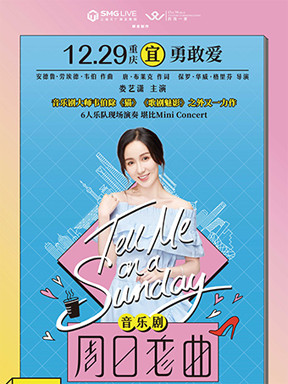 SMG LIVE
12.29 重庆 宜 勇敢爱
安德鲁·劳埃德·韦伯 作曲 唐·布莱克 作词 保罗·华威·格里芬 导演
娄艺潇 主演
音乐剧大师韦伯除《猫》《歌剧魅影》之外又一力作
6人乐队现场演奏 堪比Mini Concert
Tell Me
on a
Sunday
音乐剧
周日恋曲